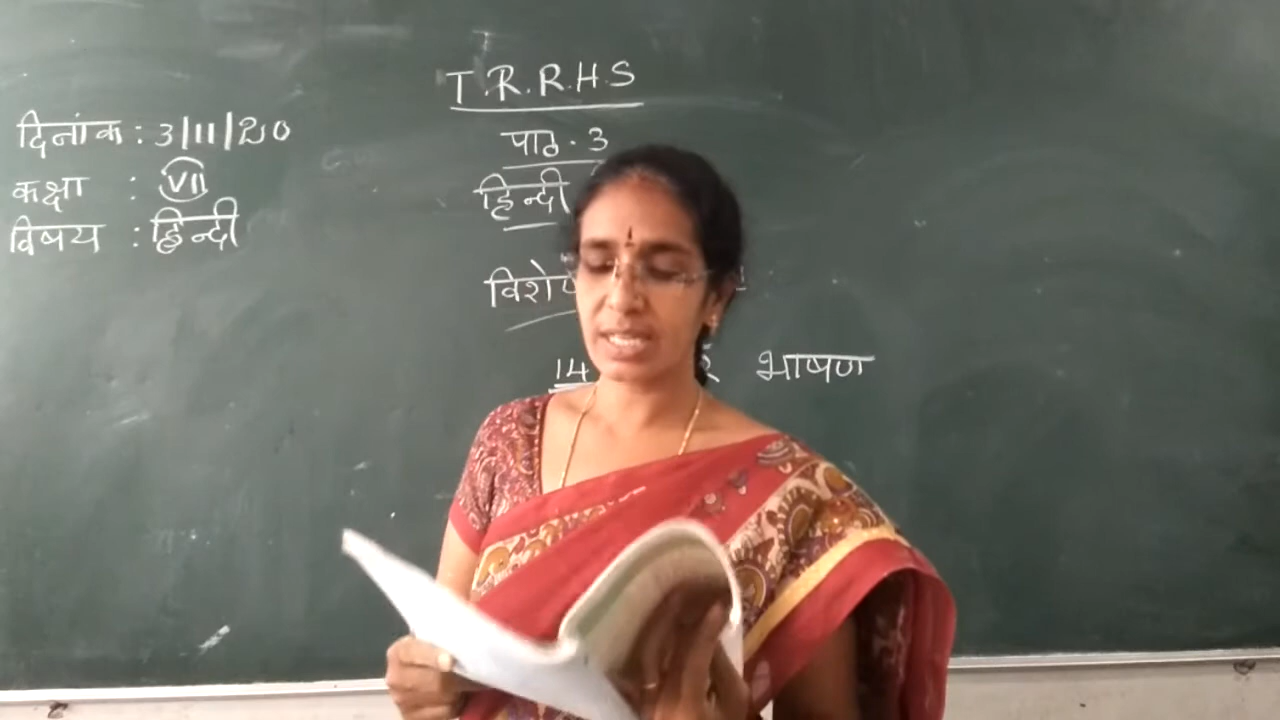 T.R.R.H.S
दिनांक : 3/11/20
पाठ - 3
कक्षा : VII
हिन्दी
विषय : हिन्दी
14 भाषण